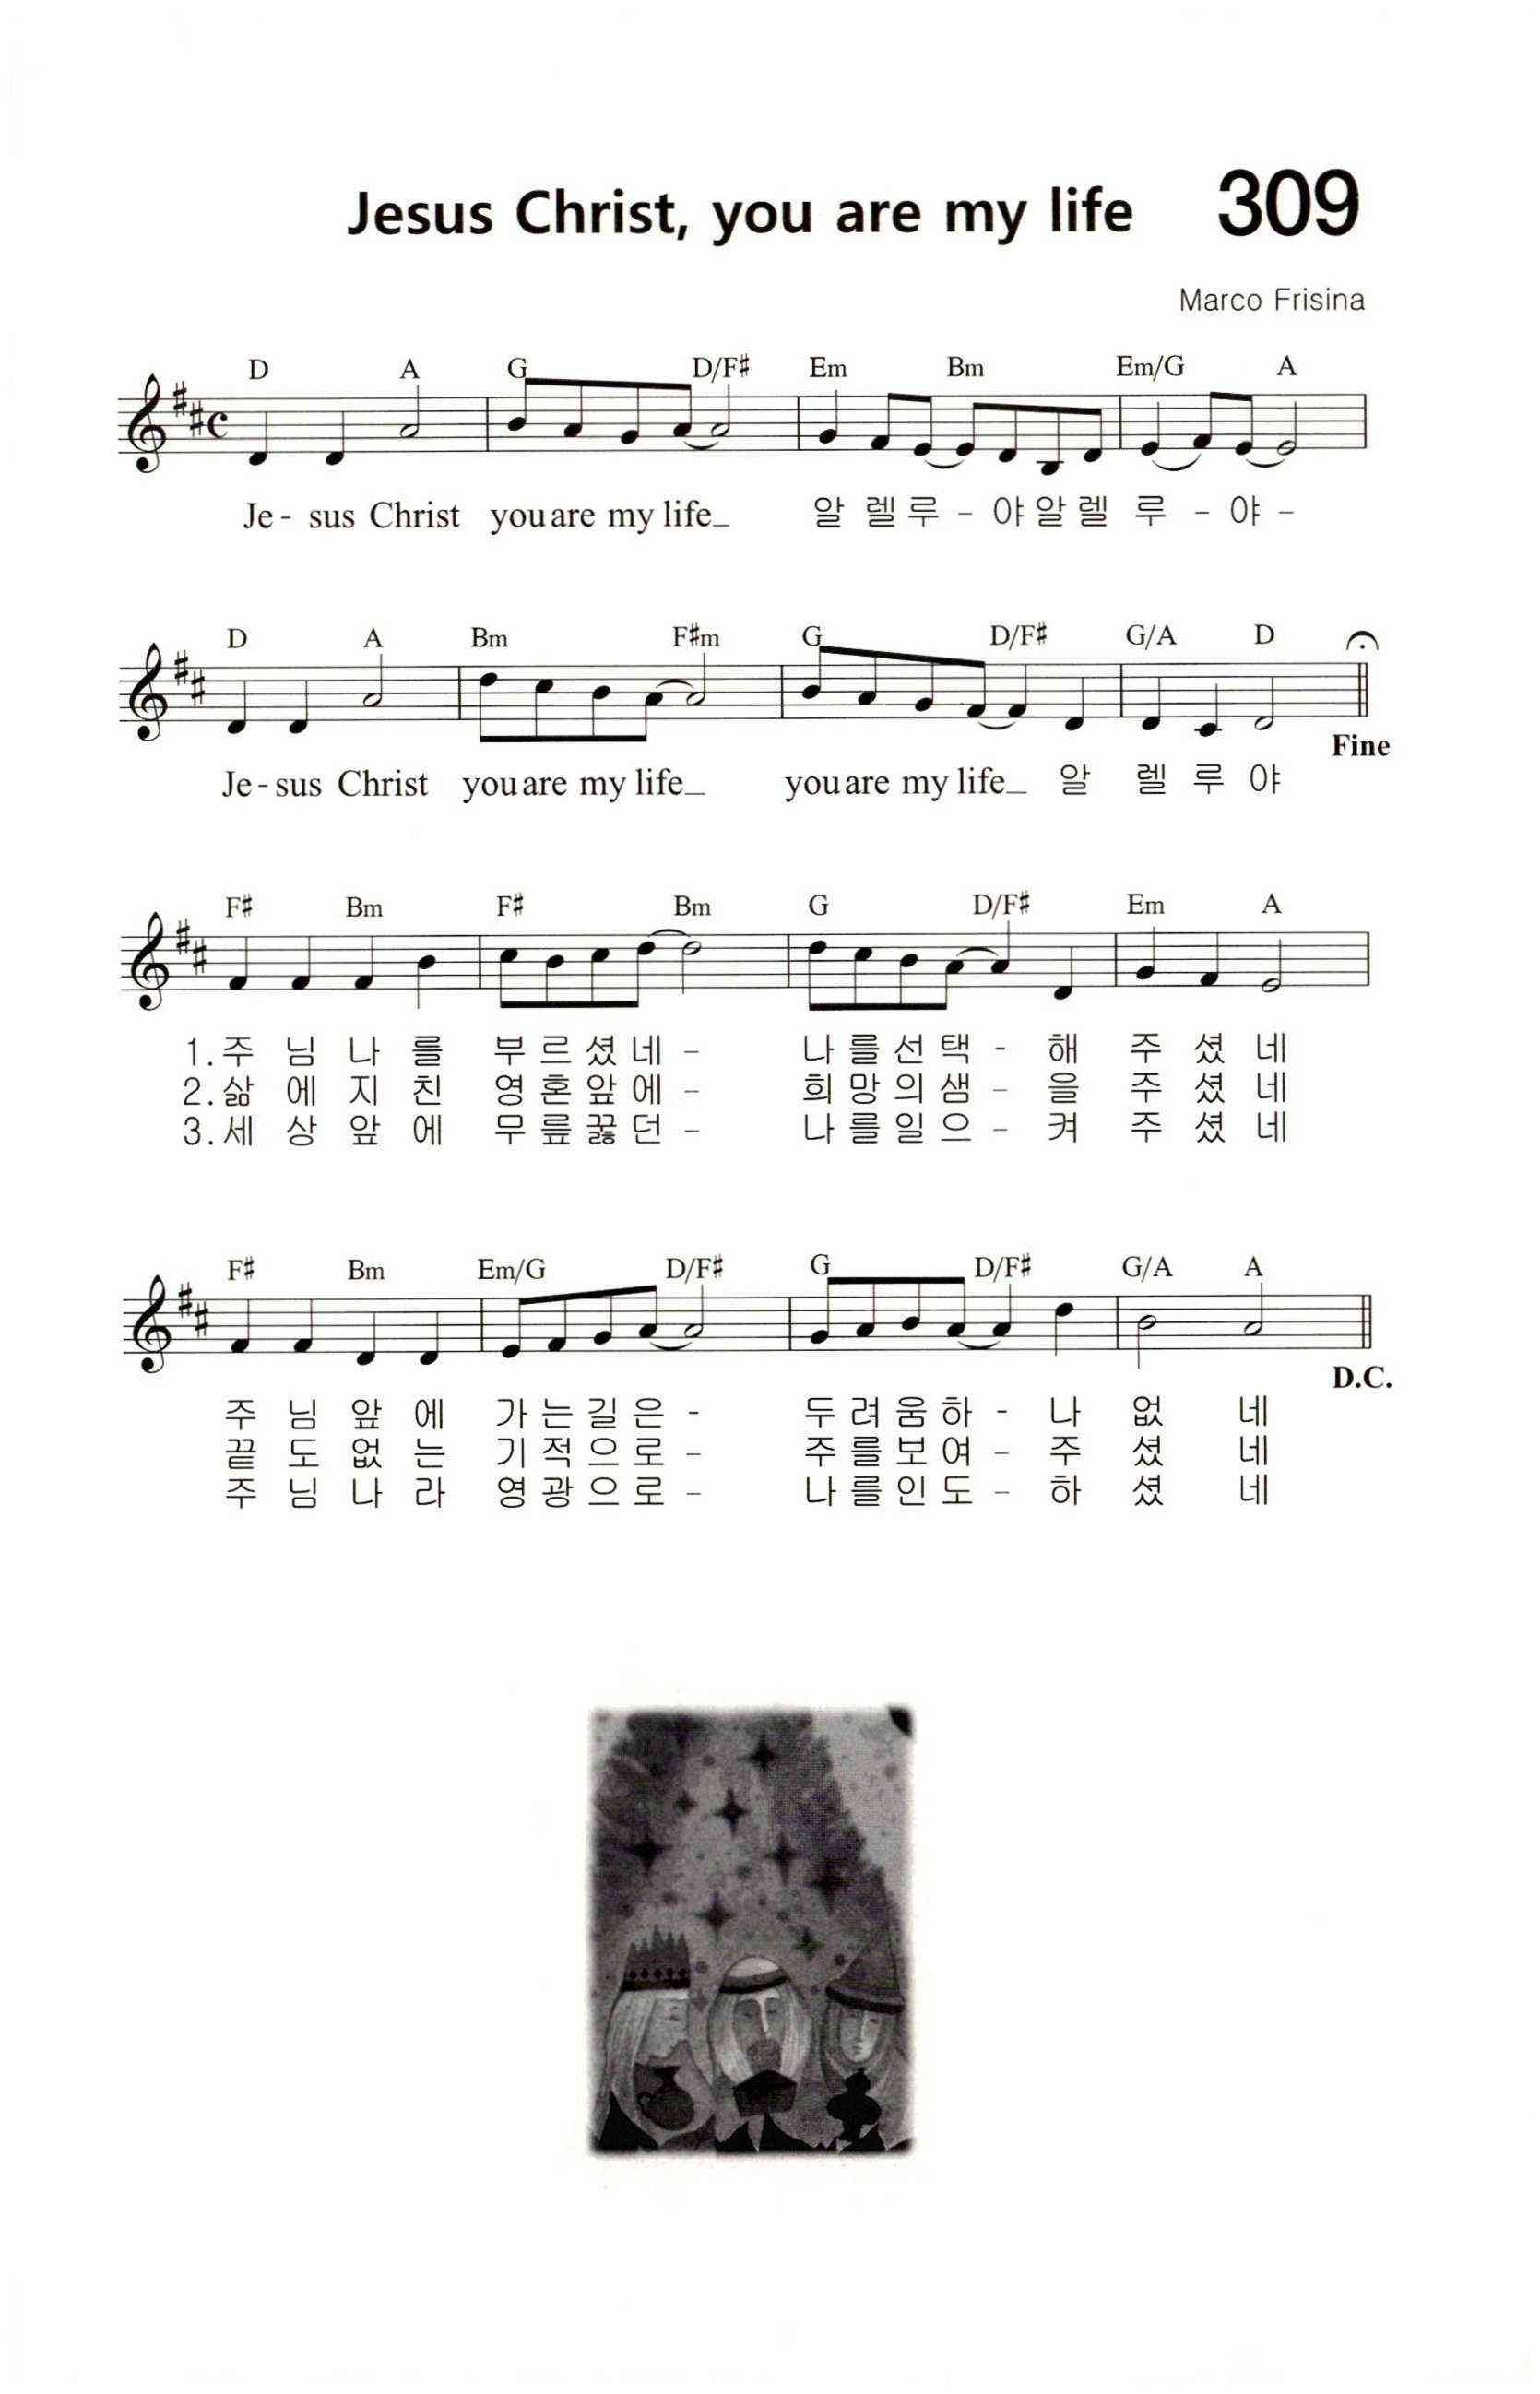 Jesus Christ, you are my life 309
Marco Frisina
D A G D/F# Em Bm Em/G A
Je - sus Christ you are my life_ 알 렐 루 - 야 알 렐 루 - 야 -
D A Bm F#m G D/F# G/A D
Fine
Je - sus Christ you are my life_ you are my life_ 알 렐 루 야
F# Bm F# Bm G D/F# Em A
1. 주 님 나 를 부 르 셨 네 - 나 를 선 택 - 해 주 셨 네
2. 삶 에 지 친 영 혼 앞 에 - 희 망 의 샘 - 을 주 셨 네
3. 세 상 앞 에 무 릎 꿇 던 - 나 를 일 으 - 켜 주 셨 네
F# Bm Em/G D/F# G D/F# G/A A
D.C.
주 님 앞 에 가 는 길 은 - 두 려 움 하 - 나 없 네
끝 도 없 는 기 적 으 로 - 주 를 보 여 - 주 셨 네
주 님 나 라 영 광 으 로 - 나 를 인 도 - 하 셨 네